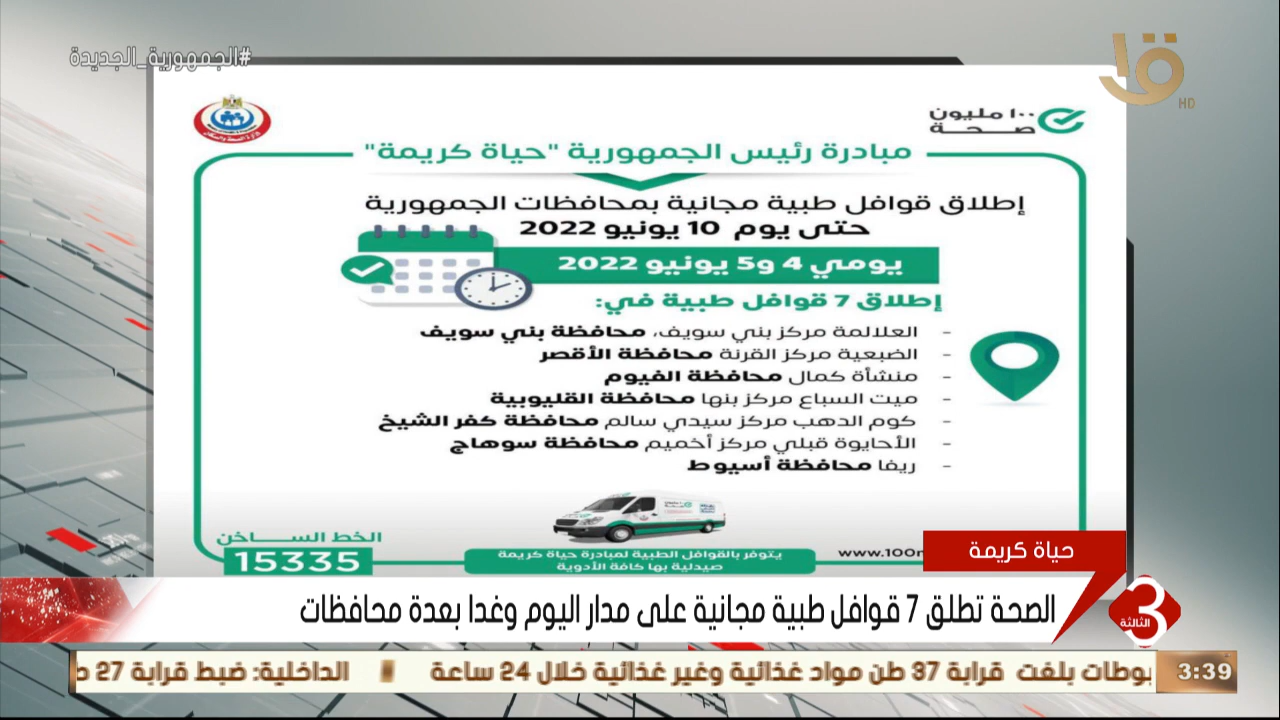 #الجمهورية_الجديدة
HD
١٠٠ مليون
صحة
مبادرة رئيس الجمهورية "حياة كريمة"
إطلاق قوافل طبية مجانية بمحافظات الجمهورية
حتى يوم 10 يونيو 2022
يومي 4 و5 يونيو 2022
إطلاق 7 قوافل طبية في:
- العلالمة مركز بني سويف، محافظة بني سويف
- الضبعية مركز القرنة محافظة الأقصر
- منشأة كمال محافظة الفيوم
- ميت السباع مركز بنها محافظة القليوبية
- كوم الدهب مركز سيدي سالم محافظة كفر الشيخ
- الأحايوة قبلي مركز أخميم محافظة سوهاج
- ريفا محافظة أسيوط
الخط الساخن
15335
يتوفر بالقوافل الطبية لمبادرة حياة كريمة
صيدلية بها كافة الأدوية
www.100
حياة كريمة
الصحة تطلق 7 قوافل طبية مجانية على مدار اليوم وغدا بعدة محافظات
3 الثالثة
3:39
بوطات بلغت قرابة 37 طن مواد غذائية وغير غذائية خلال 24 ساعة
الداخلية: ضبط قرابة 27